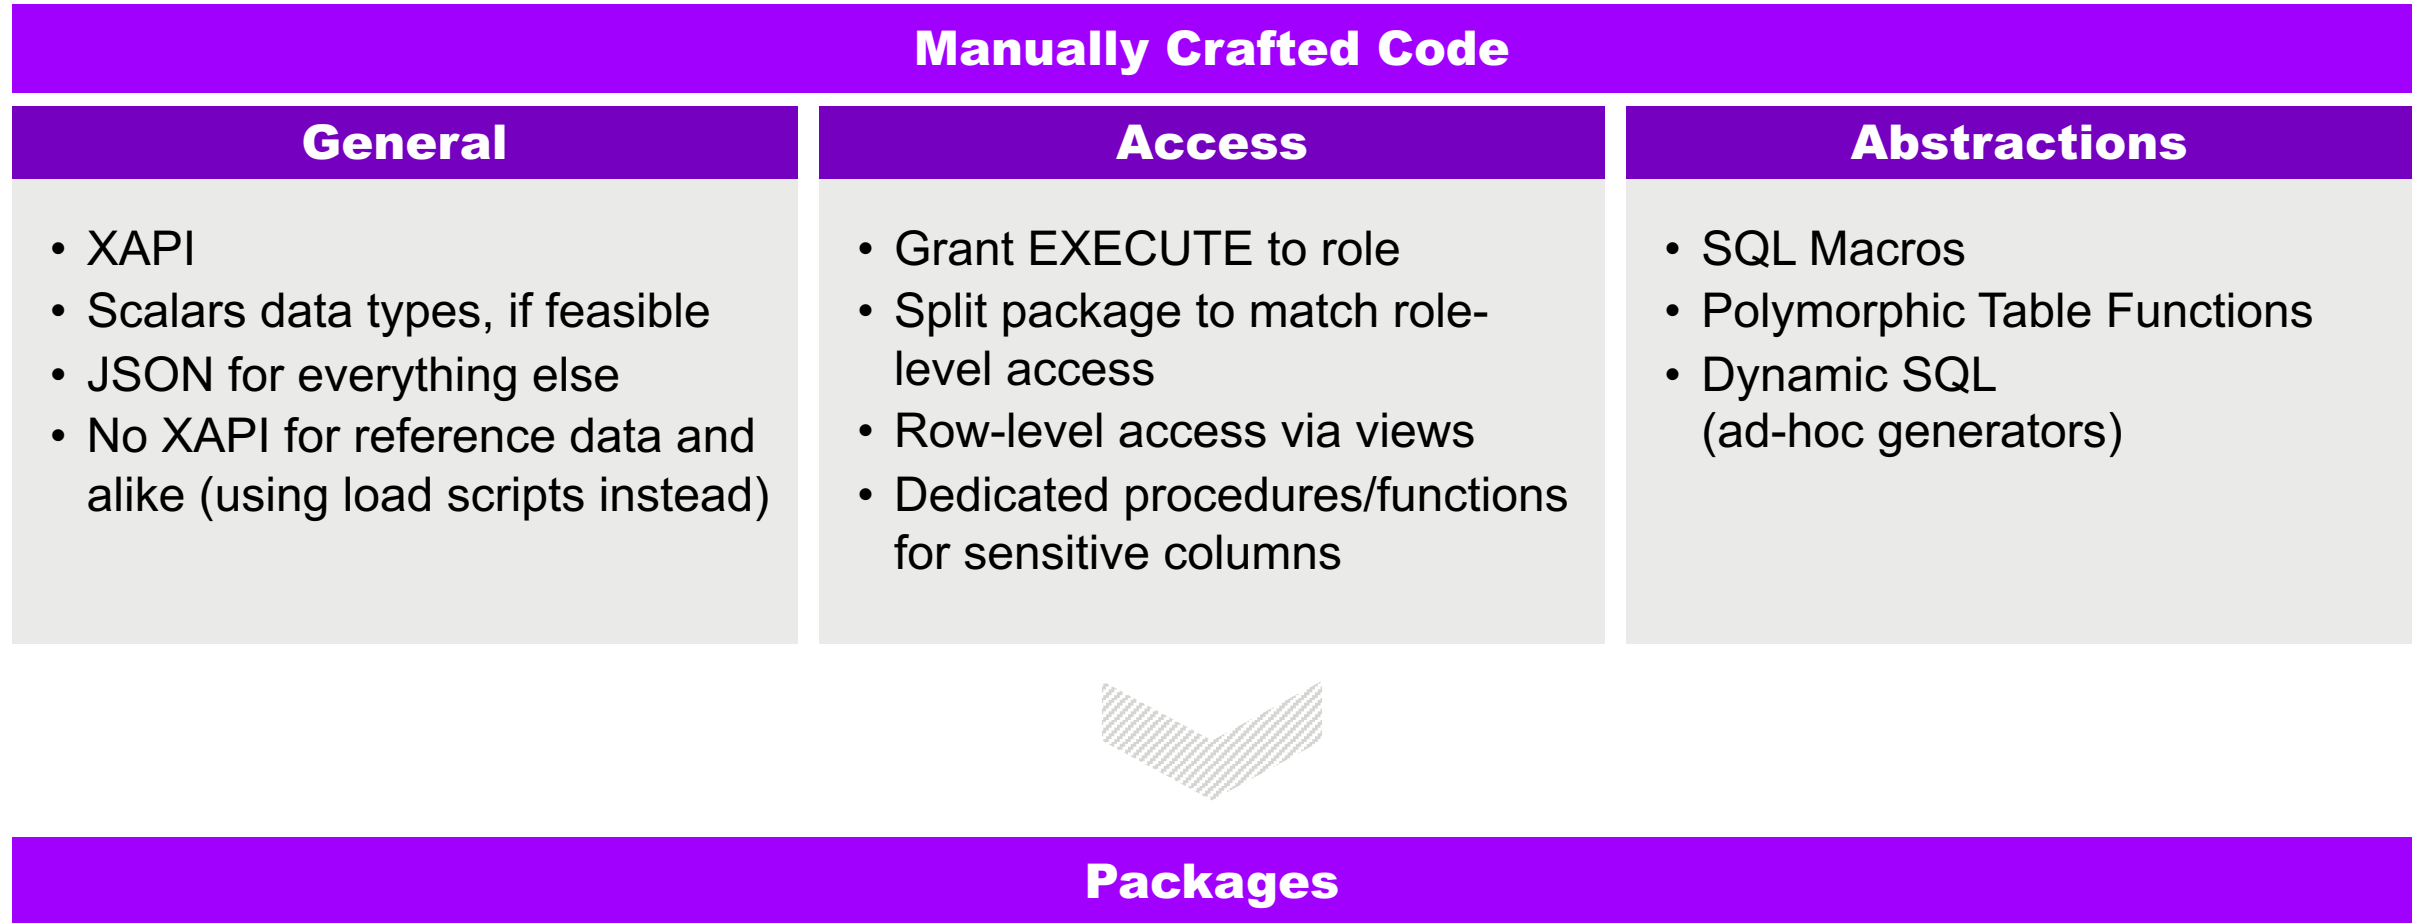 Manually Crafted Code
General
• XAPI
• Scalars data types, if feasible
• JSON for everything else
• No XAPI for reference data and
alike (using load scripts instead)
Access
• Grant EXECUTE to role
• Split package to match role-
level access
• Row-level access via views
• Dedicated procedures/functions
for sensitive columns
Abstractions
• SQL Macros
• Polymorphic Table Functions
• Dynamic SQL
(ad-hoc generators)
Packages